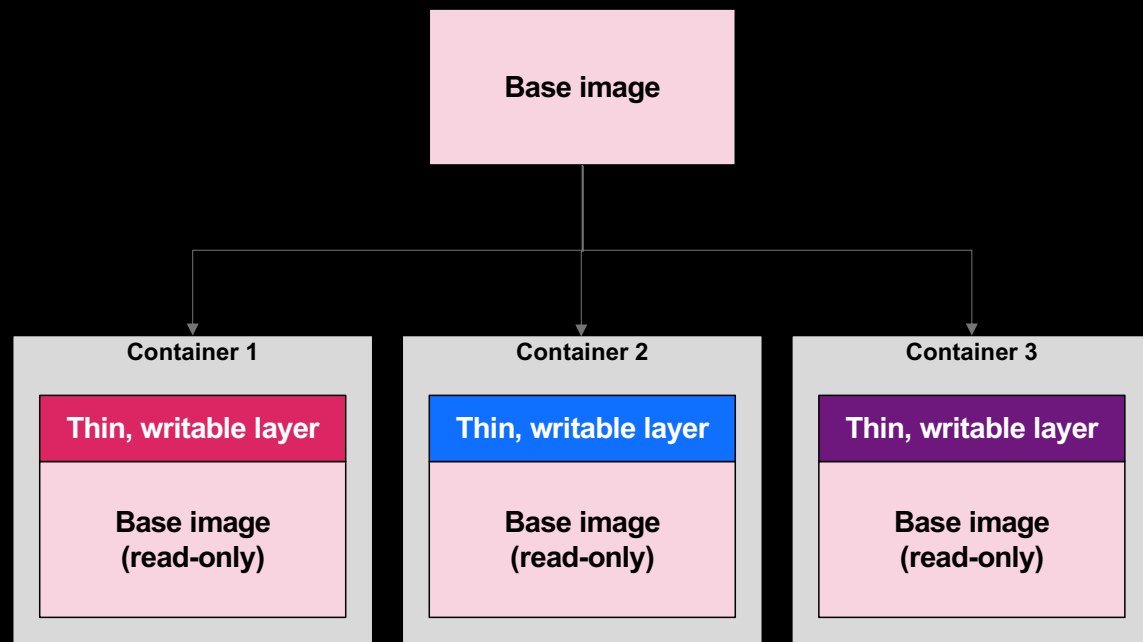 Base image
Container 1
Thin, writable layer
Base image
(read-only)
Container 2
Thin, writable layer
Base image
(read-only)
Container 3
Thin, writable layer
Base image
(read-only)